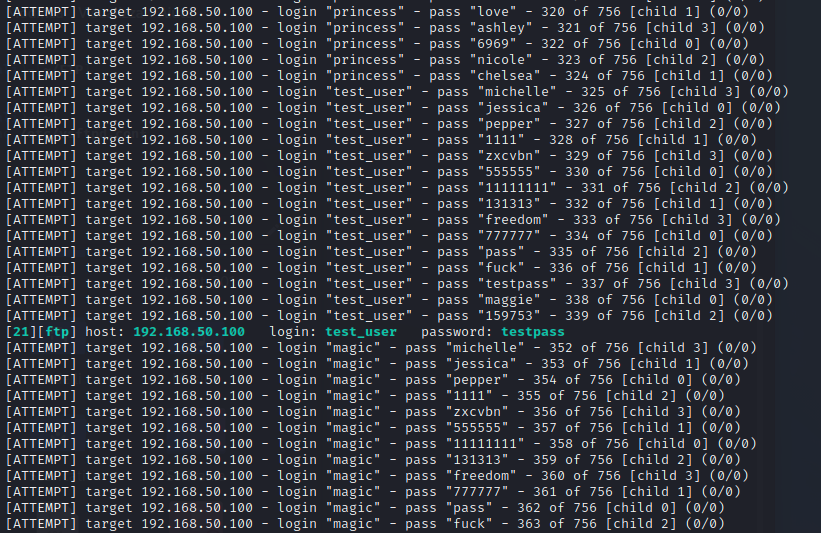 [ATTEMPT] target 192.168.50.100 - login "princess" - pass "love" - 320 of 756 [child 1] (0/0)
[ATTEMPT] target 192.168.50.100 - login "princess" - pass "ashley" - 321 of 756 [child 3] (0/0)
[ATTEMPT] target 192.168.50.100 - login "princess" - pass "6969" - 322 of 756 [child 0] (0/0)
[ATTEMPT] target 192.168.50.100 - login "princess" - pass "nicole" - 323 of 756 [child 2] (0/0)
[ATTEMPT] target 192.168.50.100 - login "princess" - pass "chelsea" - 324 of 756 [child 1] (0/0)
[ATTEMPT] target 192.168.50.100 - login "test_user" - pass "michelle" - 325 of 756 [child 3] (0/0)
[ATTEMPT] target 192.168.50.100 - login "test_user" - pass "jessica" - 326 of 756 [child 0] (0/0)
[ATTEMPT] target 192.168.50.100 - login "test_user" - pass "pepper" - 327 of 756 [child 2] (0/0)
[ATTEMPT] target 192.168.50.100 - login "test_user" - pass "1111" - 328 of 756 [child 1] (0/0)
[ATTEMPT] target 192.168.50.100 - login "test_user" - pass "zxcvbn" - 329 of 756 [child 3] (0/0)
[ATTEMPT] target 192.168.50.100 - login "test_user" - pass "555555" - 330 of 756 [child 0] (0/0)
[ATTEMPT] target 192.168.50.100 - login "test_user" - pass "11111111" - 331 of 756 [child 2] (0/0)
[ATTEMPT] target 192.168.50.100 - login "test_user" - pass "131313" - 332 of 756 [child 1] (0/0)
[ATTEMPT] target 192.168.50.100 - login "test_user" - pass "freedom" - 333 of 756 [child 3] (0/0)
[ATTEMPT] target 192.168.50.100 - login "test_user" - pass "777777" - 334 of 756 [child 0] (0/0)
[ATTEMPT] target 192.168.50.100 - login "test_user" - pass "pass" - 335 of 756 [child 2] (0/0)
[ATTEMPT] target 192.168.50.100 - login "test_user" - pass "fuck" - 336 of 756 [child 1] (0/0)
[ATTEMPT] target 192.168.50.100 - login "test_user" - pass "testpass" - 337 of 756 [child 3] (0/0)
[ATTEMPT] target 192.168.50.100 - login "test_user" - pass "maggie" - 338 of 756 [child 0] (0/0)
[ATTEMPT] target 192.168.50.100 - login "test_user" - pass "159753" - 339 of 756 [child 2] (0/0)
[21][ftp] host: 192.168.50.100   login: test_user   password: testpass
[ATTEMPT] target 192.168.50.100 - login "magic" - pass "michelle" - 352 of 756 [child 3] (0/0)
[ATTEMPT] target 192.168.50.100 - login "magic" - pass "jessica" - 353 of 756 [child 1] (0/0)
[ATTEMPT] target 192.168.50.100 - login "magic" - pass "pepper" - 354 of 756 [child 0] (0/0)
[ATTEMPT] target 192.168.50.100 - login "magic" - pass "1111" - 355 of 756 [child 2] (0/0)
[ATTEMPT] target 192.168.50.100 - login "magic" - pass "zxcvbn" - 356 of 756 [child 3] (0/0)
[ATTEMPT] target 192.168.50.100 - login "magic" - pass "555555" - 357 of 756 [child 1] (0/0)
[ATTEMPT] target 192.168.50.100 - login "magic" - pass "11111111" - 358 of 756 [child 0] (0/0)
[ATTEMPT] target 192.168.50.100 - login "magic" - pass "131313" - 359 of 756 [child 2] (0/0)
[ATTEMPT] target 192.168.50.100 - login "magic" - pass "freedom" - 360 of 756 [child 3] (0/0)
[ATTEMPT] target 192.168.50.100 - login "magic" - pass "777777" - 361 of 756 [child 1] (0/0)
[ATTEMPT] target 192.168.50.100 - login "magic" - pass "pass" - 362 of 756 [child 0] (0/0)
[ATTEMPT] target 192.168.50.100 - login "magic" - pass "fuck" - 363 of 756 [child 2] (0/0)